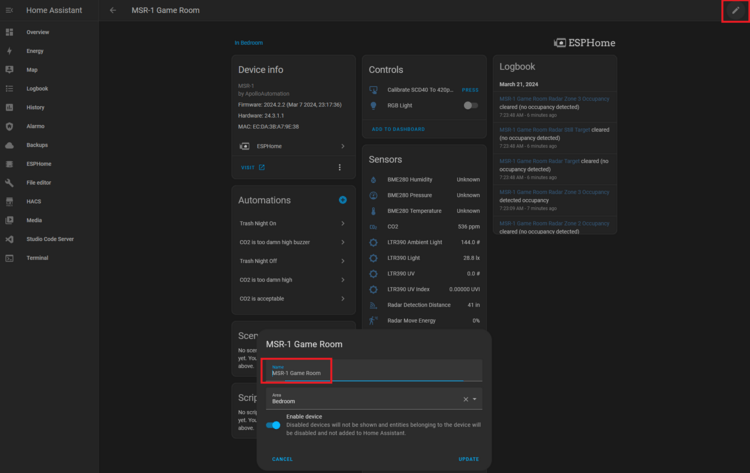 Home Assistant
MSR-1 Game Room
Overview
Energy
Map
Logbook
History
Alarmo
Backups
ESPHome
File editor
HACS
Media
Studio Code Server
Terminal
In Bedroom
ESPHome
Device info
MSR-1
by ApolloAutomation
Firmware: 2024.2.2 (Mar 7 2024, 23:17:36)
Hardware: 24.3.1.1
MAC: EC:DA:3B:A7:9E:38
ESPHome
VISIT
Automations
Trash Night On
CO2 is too damn high buzzer
Trash Night Off
CO2 is too damn high
CO2 is acceptable
Scen
No scen
yet. You
above.
Scrip
No scrip
yet. You
above.
Controls
Calibrate SCD40 To 420p... PRESS
RGB Light
ADD TO DASHBOARD
Sensors
BME280 Humidity Unknown
BME280 Pressure Unknown
BME280 Temperature Unknown
CO2 536 ppm
LTR390 Ambient Light 144.0 #
LTR390 Light 28.8 lx
LTR390 UV 0.0 #
LTR390 UV Index 0.00000 UVI
Radar Detection Distance 41 in
Radar Move Energy 0%
Logbook
March 21, 2024
MSR-1 Game Room Radar Zone 3 Occupancy
cleared (no occupancy detected)
7:23:48 AM - 6 minutes ago
MSR-1 Game Room Radar Still Target cleared
(no occupancy detected)
7:23:48 AM - 6 minutes ago
MSR-1 Game Room Radar Target cleared (no
occupancy detected)
7:23:48 AM - 6 minutes ago
MSR-1 Game Room Radar Zone 3 Occupancy
detected occupancy
7:23:09 AM - 7 minutes ago
MSR-1 Game Room Radar Zone 2 Occupancy
cleared (no occupancy detected)
MSR-1 Game Room
Name
MSR-1 Game Room
Area
Bedroom
Enable device
Disabled devices will not be shown and entities belonging to the device will
be disabled and not added to Home Assistant.
CANCEL
UPDATE